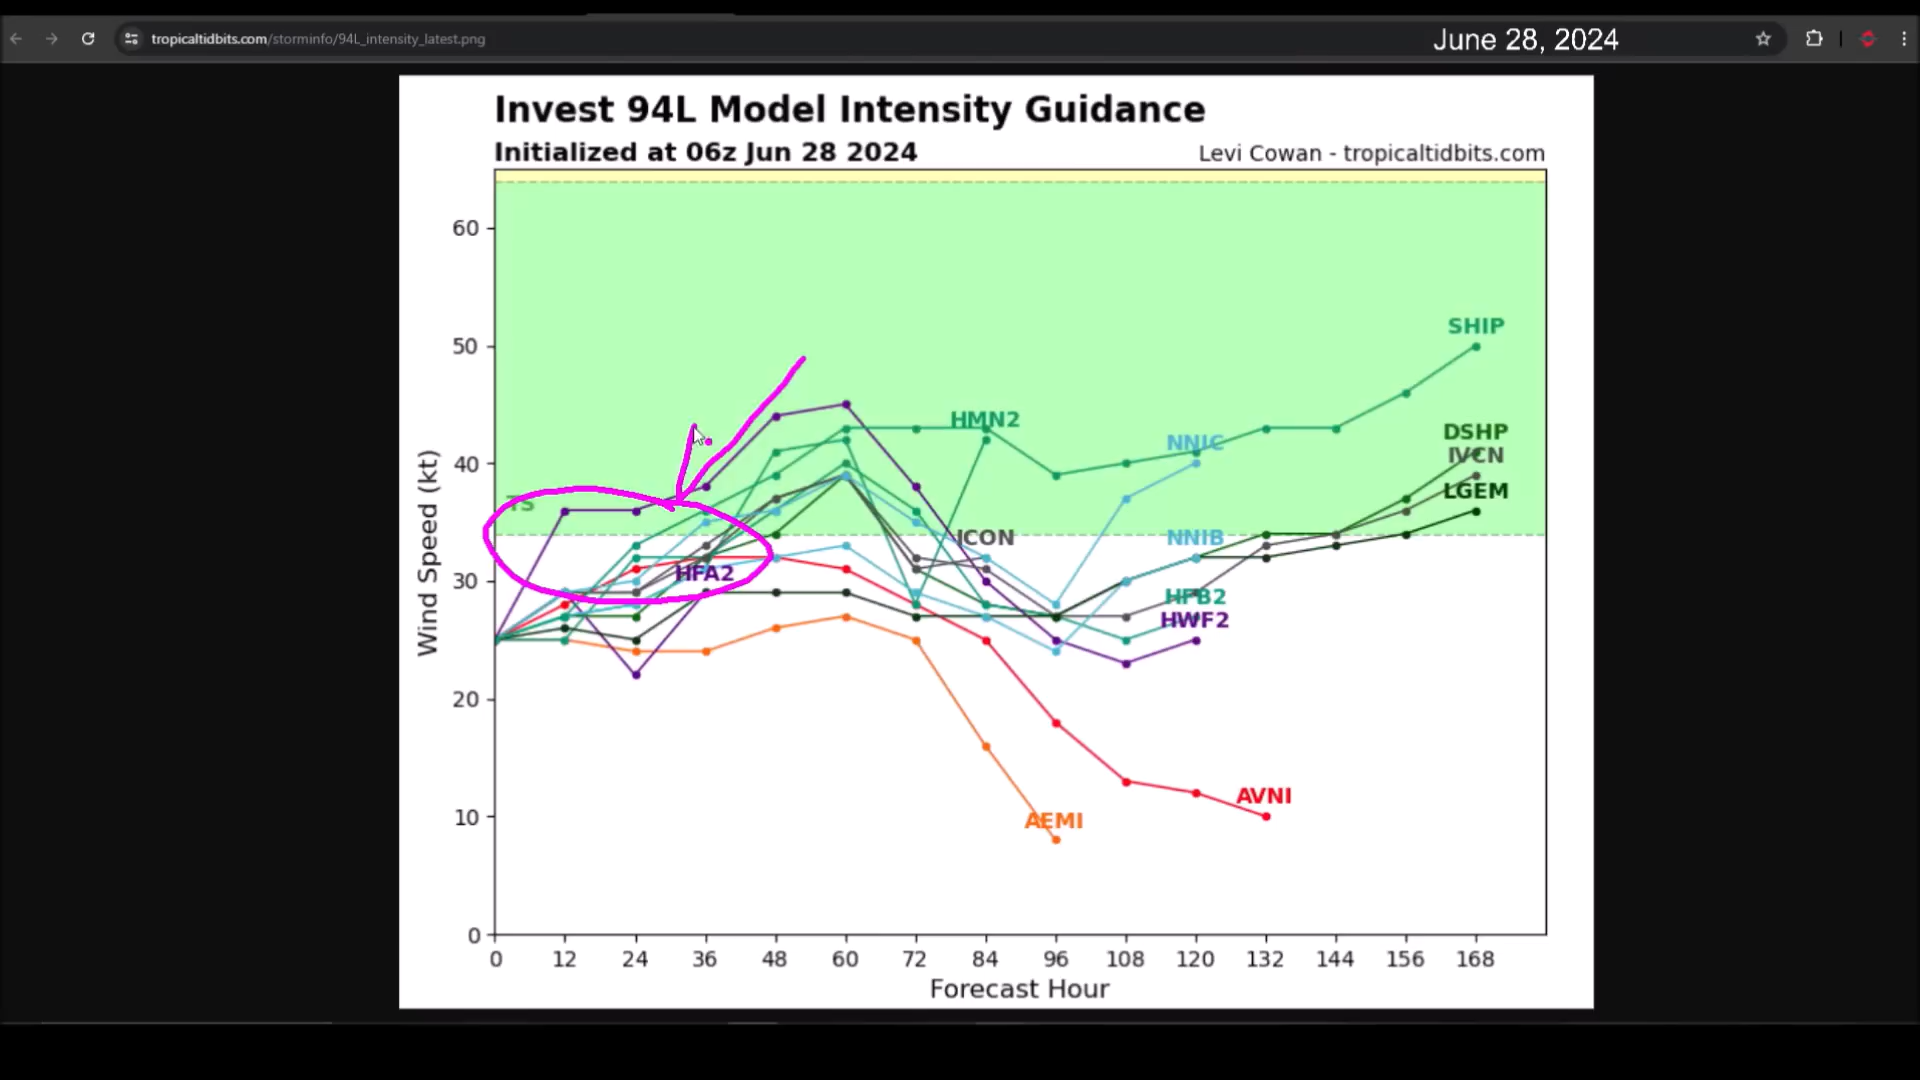 tropicaltidbits.com/storminfo/94L_intensity_latest.png
June 28, 2024
Invest 94L Model Intensity Guidance
Initialized at 06z Jun 28 2024
Levi Cowan - tropicaltidbits.com
60
50
40
30
20
10
0
Wind Speed (kt)
TS
SHIP
HMN2
NNIC
DSHP
IVCN
LGEM
ICON
NNIB
HFA2
HFB2
HWF2
AVNI
AEMI
0 12 24 36 48 60 72 84 96 108 120 132 144 156 168
Forecast Hour